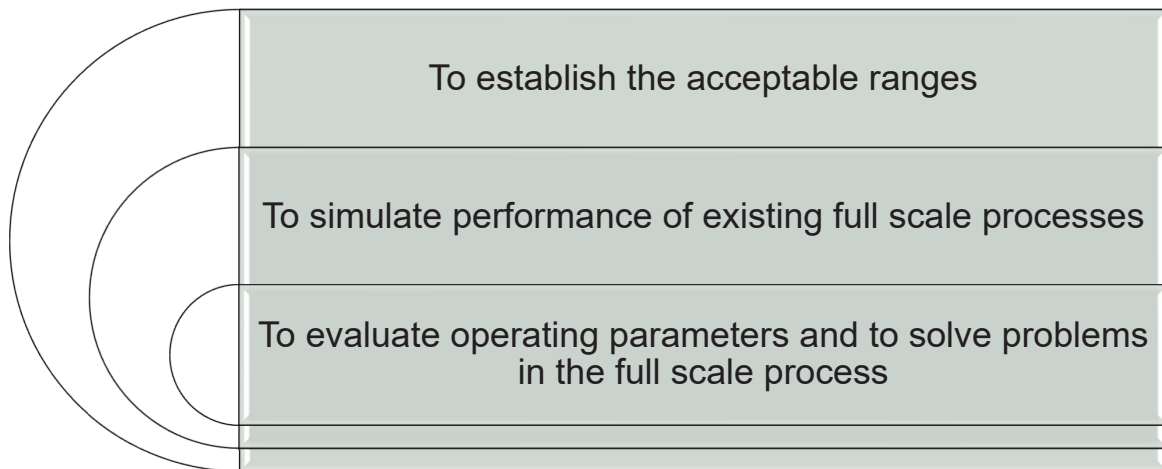 To establish the acceptable ranges
To simulate performance of existing full scale processes
To evaluate operating parameters and to solve problems
in the full scale process